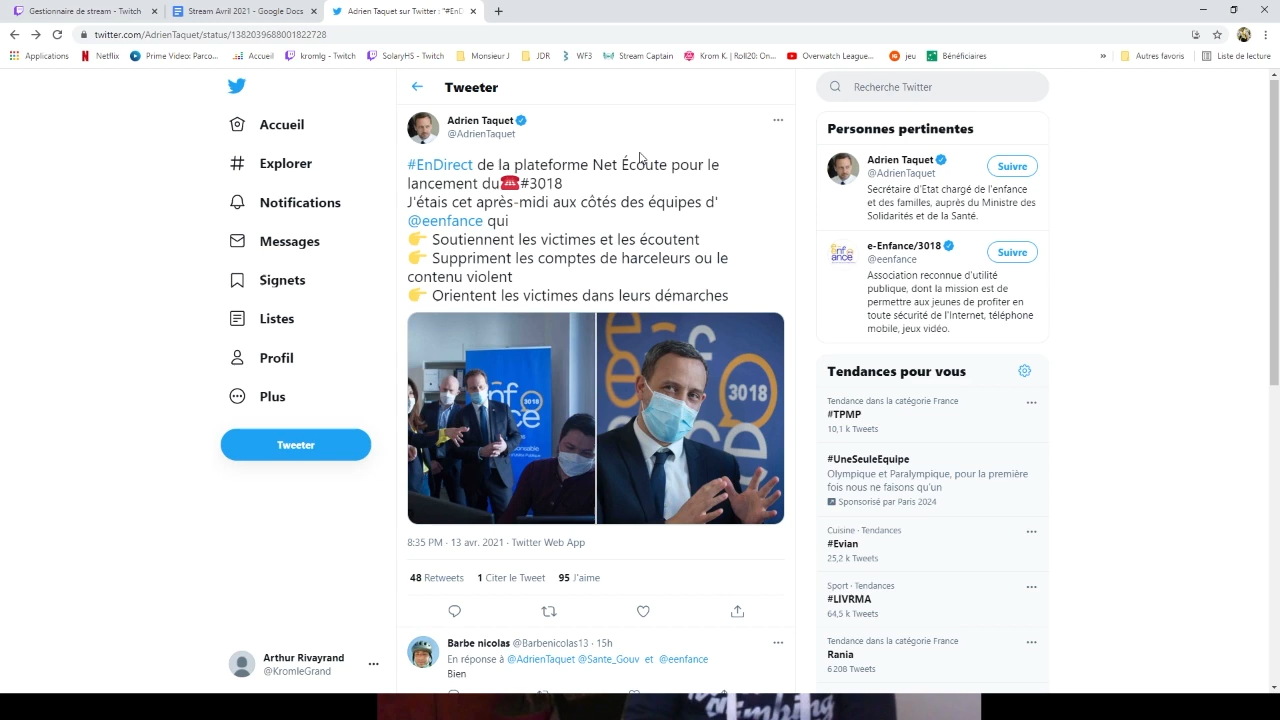 Gestionnaire de stream - Twitch
Stream Avril 2021 - Google Docs
Adrien Taquet sur Twitter : "#EnD
twitter.com/AdrienTaquet/status/1382039688001822728
Applications
Netflix
Prime Video Parco...
Accueil
kromlg - Twitch
SolaryHS - Twitch
Monsieur J
JDR
WF3
Stream Captain
Krom K. | Roll20: On...
Overwatch League...
jeu
Bénéficiaires
»
Autres favoris
Liste de lecture
Accueil
Explorer
Notifications
Messages
Signets
Listes
Profil
Plus
Tweeter
Arthur Rivayrand
@KromleGrand
Tweeter
Adrien Taquet
@AdrienTaquet
#EnDirect de la plateforme Net Écoute pour le
lancement du☎️#3018
J'étais cet après-midi aux côtés des équipes d'
@eenfance qui
👉 Soutiennent les victimes et les écoutent
👉 Suppriment les comptes de harceleurs ou le
contenu violent
👉 Orientent les victimes dans leurs démarches
3018
3018
8:35 PM · 13 avr. 2021 · Twitter Web App
48 Retweets 1 Citer le Tweet 95 J'aime
Barbe nicolas @Barbenicolas13 · 15h
En réponse à @AdrienTaquet @Sante_Gouv et @eenfance
Bien
Recherche Twitter
Personnes pertinentes
Adrien Taquet
@AdrienTaquet
Suivre
Secrétaire d'Etat chargé de l'enfance
et des familles, auprès du Ministre des
Solidarités et de la Santé.
e-Enfance/3018
@eenfance
Suivre
Association reconnue d'utilité
publique, dont la mission est de
permettre aux jeunes de profiter en
toute sécurité de l'Internet, téléphone
mobile, jeux vidéo.
Tendances pour vous
Tendance dans la catégorie France
#TPMP
10,1 k Tweets
#UneSeuleEquipe
Olympique et Paralympique, pour la première
fois nous ne faisons qu'un
Sponsorisé par Paris 2024
Cuisine · Tendances
#Evian
25,2 k Tweets
Sport · Tendances
#LIVRMA
64,5 k Tweets
Tendance dans la catégorie France
Rania
6 208 Tweets